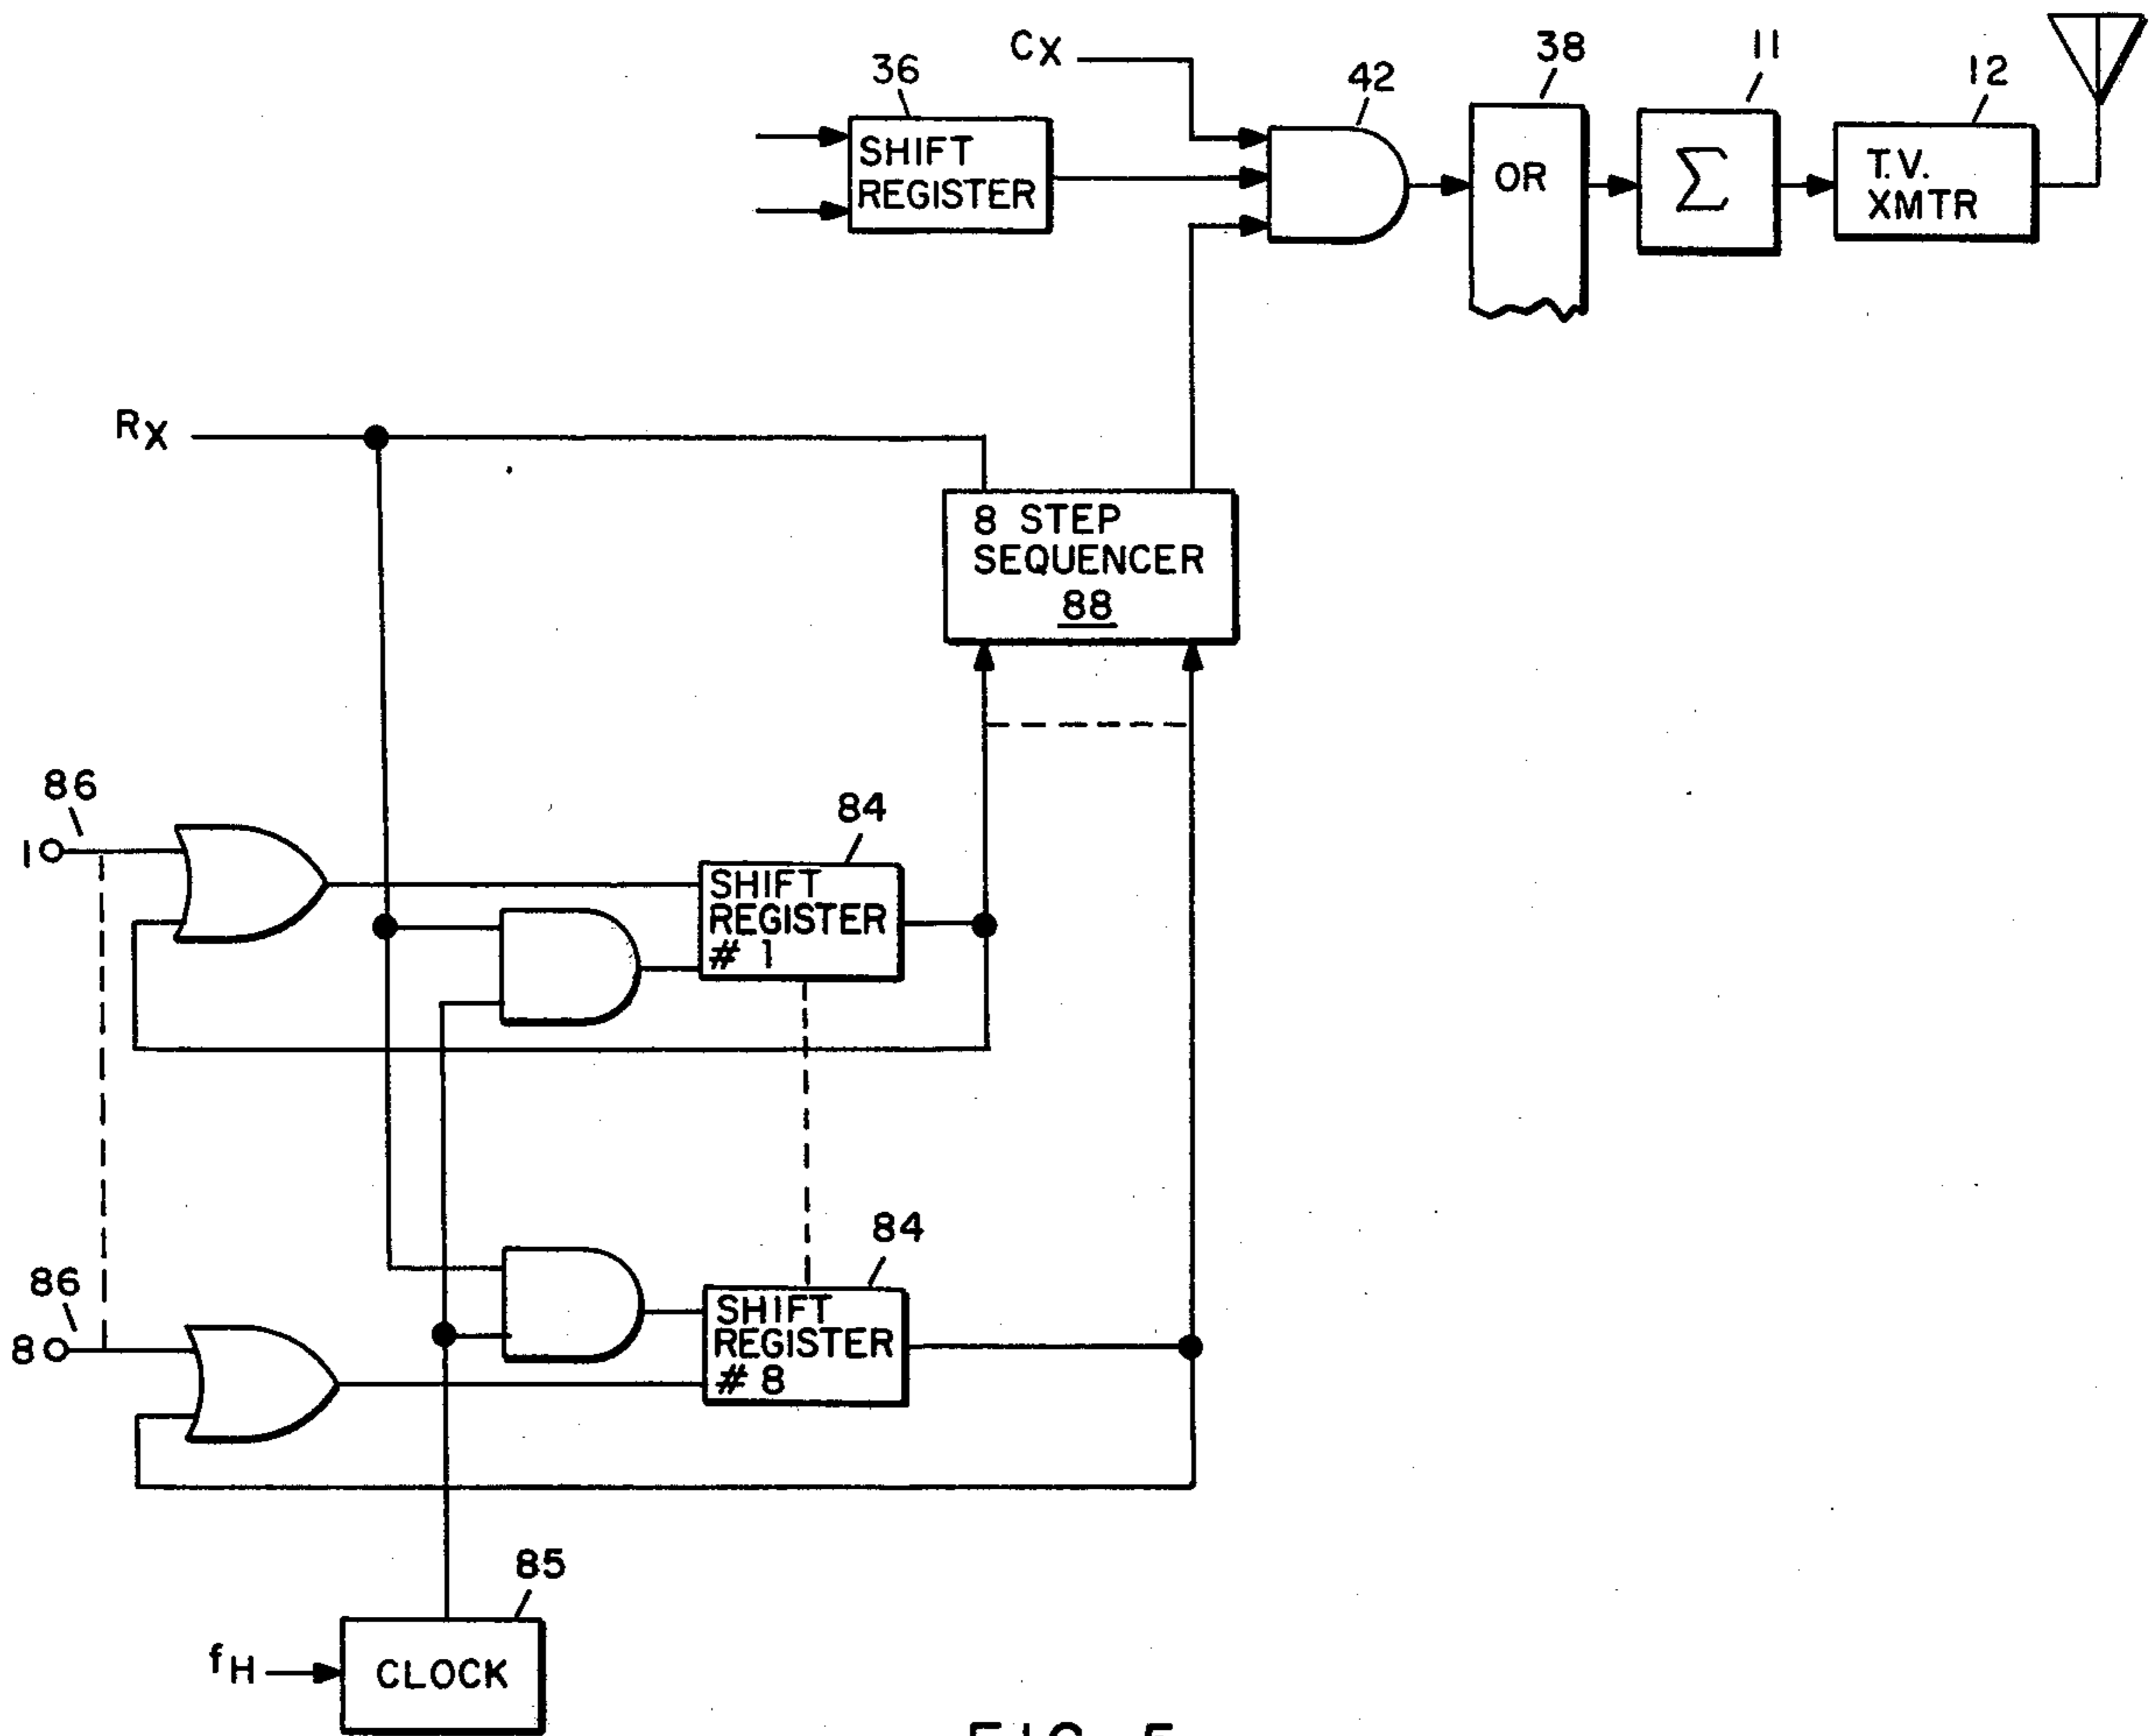 36
SHIFT
REGISTER
CX
42
38
OR
11
Σ
12
T.V.
XMTR
RX
8 STEP
SEQUENCER
88
86
1
84
SHIFT
REGISTER
# 1
86
8
84
SHIFT
REGISTER
# 8
85
fH
CLOCK